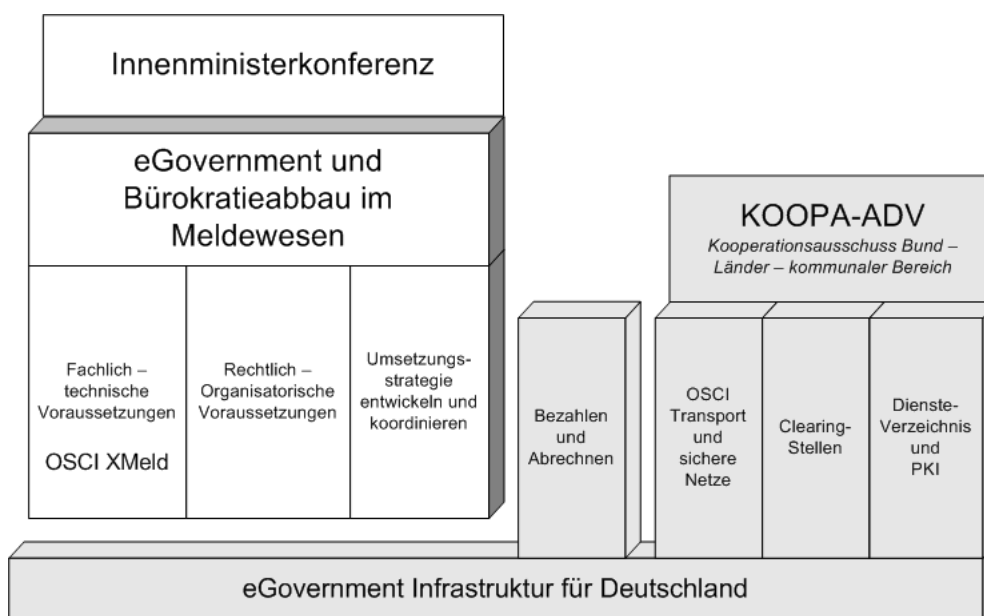 Innenministerkonferenz
eGovernment und
Bürokratieabbau im
Meldewesen
Fachlich –
technische
Voraussetzungen
OSCI XMeld
Rechtlich –
Organisatorische
Voraussetzungen
Umsetzungs-
strategie
entwickeln und
koordinieren
Bezahlen
und
Abrechnen
KOOPA-ADV
Kooperationsausschuss Bund –
Länder – kommunaler Bereich
OSCI
Transport
und
sichere
Netze
Clearing-
Stellen
Dienste-
Verzeichnis
und
PKI
eGovernment Infrastruktur für Deutschland